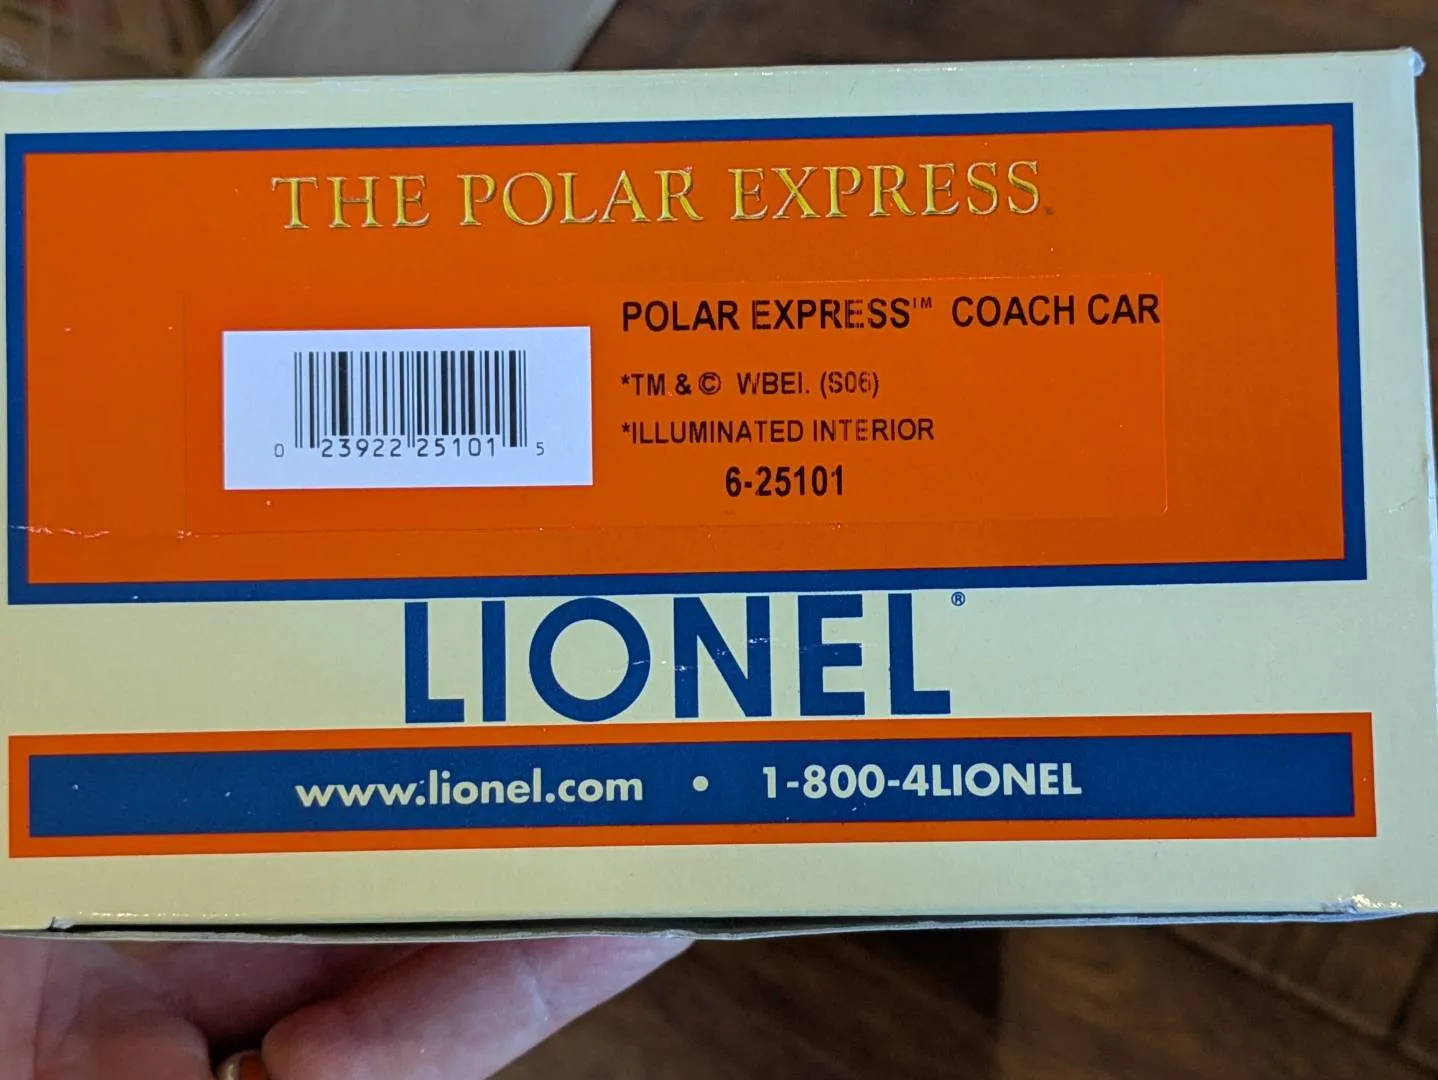 THE POLAR EXPRESS
POLAR EXPRESS™ COACH CAR
*TM & © WBEI. (S06)
*ILLUMINATED INTERIOR
6-25101
0 23922 25101 5
LIONEL®
www.lionel.com • 1-800-4LIONEL